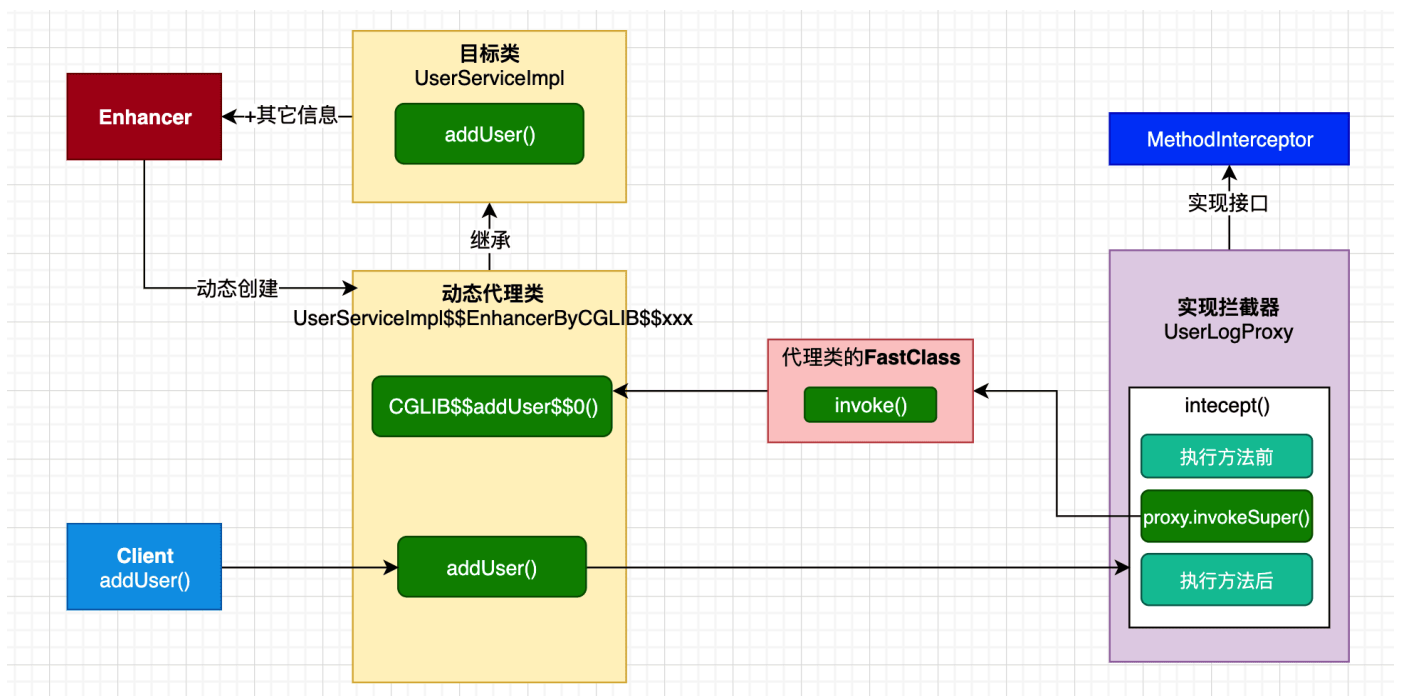 目标类
UserServiceImpl
addUser()
Enhancer
+其它信息
MethodInterceptor
实现接口
继承
动态创建
动态代理类
UserServiceImpl$$EnhancerByCGLIB$$xxx
实现拦截器
UserLogProxy
代理类的FastClass
invoke()
CGLIB$$addUser$$0()
intecept()
执行方法前
proxy.invokeSuper()
执行方法后
Client
addUser()
addUser()